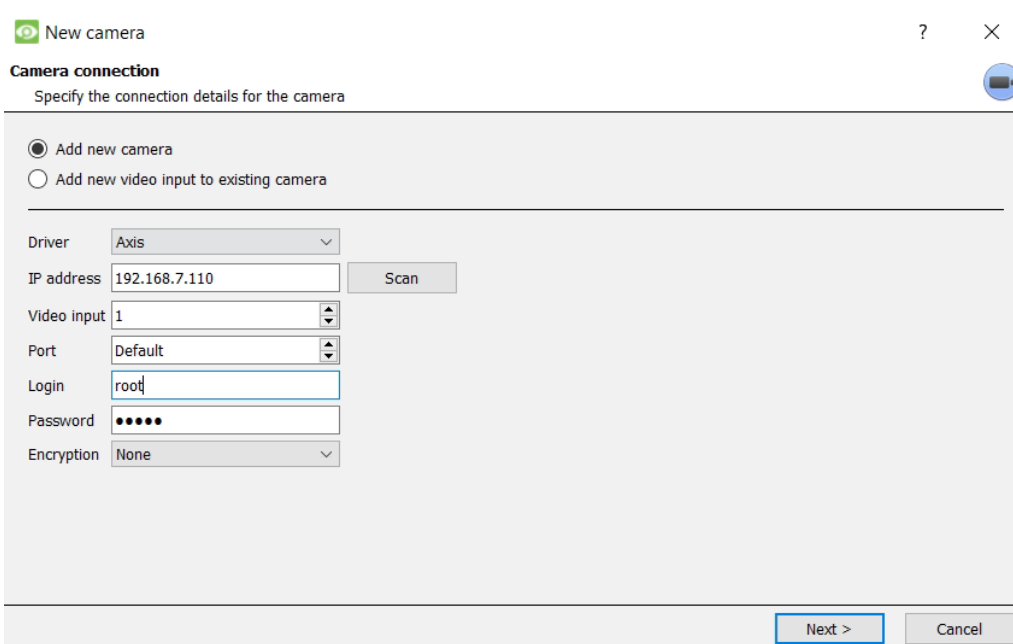 New camera ?
Camera connection
Specify the connection details for the camera
Add new camera
Add new video input to existing camera
Driver Axis
IP address 192.168.7.110 Scan
Video input 1
Port Default
Login root
Password •••••
Encryption None
Next > Cancel